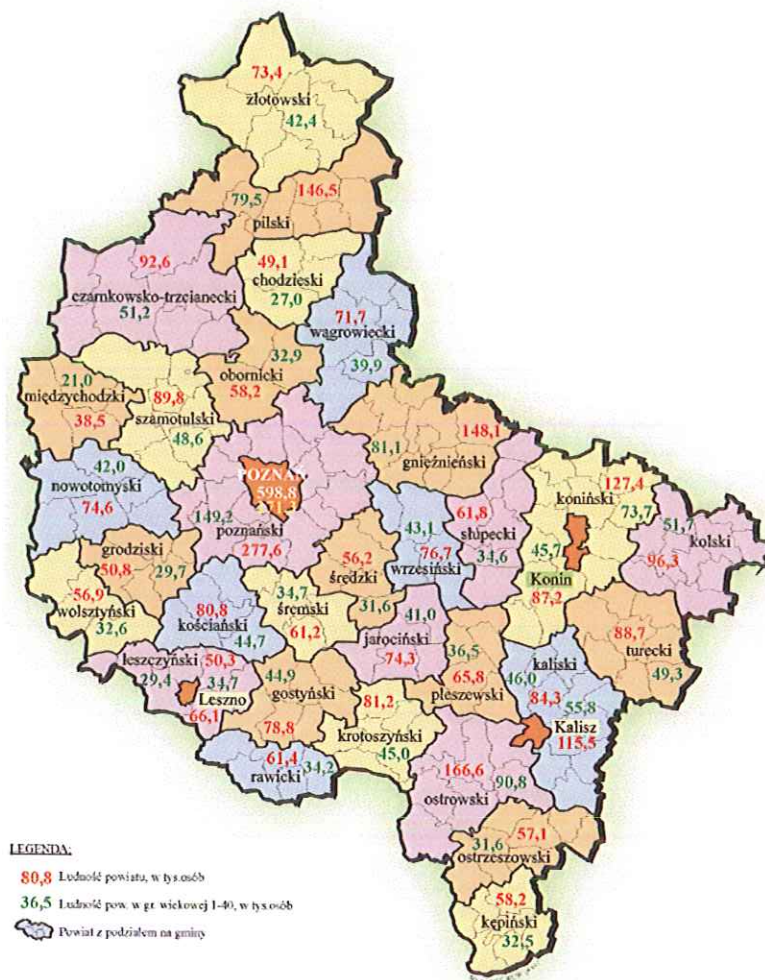 73,4
złotowski
42,4
79,5
146,5
pilski
92,6
czarnkowsko-trzcianecki
51,2
49,1
chodzieski
27,0
71,7
wągrowiecki
39,9
32,9
obornicki
58,2
21,0
międzychodzki
38,5
89,8
szamotulski
48,6
148,1
81,1
gnieźnieński
42,0
nowotomyski
74,6
POZNAŃ
598,8
149,2
poznański
277,6
43,1
76,7
wrzesiński
61,8
słupecki
34,6
127,4
koniński
73,7
45,7
Konin
87,2
51,7
kolski
96,3
grodziski
50,8
29,7
56,2
średzki
31,6
56,9
wolsztyński
32,6
80,8
kościański
44,7
34,7
śremski
61,2
41,0
jarociński
74,3
88,7
turecki
49,3
36,5
65,8
pleszewski
kaliski
46,0
84,3
55,8
Kalisz
115,5
leszczyński
50,3
29,4
34,7
Leszno
66,1
44,9
gostyński
78,8
81,2
krotoszyński
45,0
61,4
34,2
rawicki
166,6
90,8
ostrowski
57,1
31,6
ostrzeszowski
58,2
kępiński
32,5
LEGENDA:
80,8 Ludność powiatu, w tys.osób
36,5 Ludność pow. w gr. wiekowej 1-40, w tys.osób
Powiat z podziałem na gminy